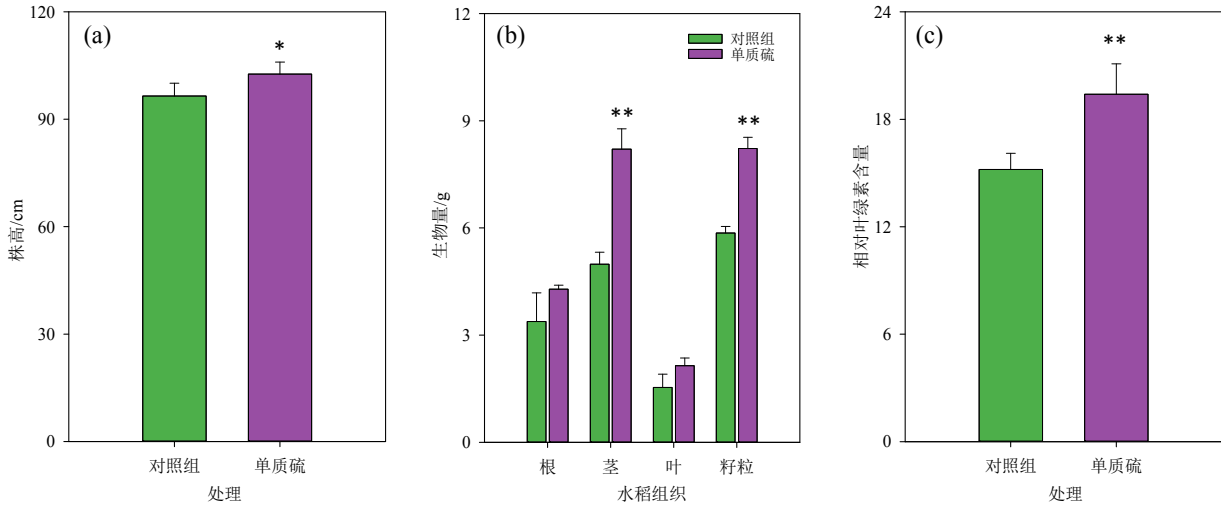 (a)
120
90
60
30
0
株高/cm
*
对照组
单质硫
处理
(b)
12
9
6
3
0
生物量/g
对照组
单质硫
**
**
根
茎
叶
籽粒
水稻组织
(c)
24
18
12
6
0
相对叶绿素含量
**
对照组
单质硫
处理